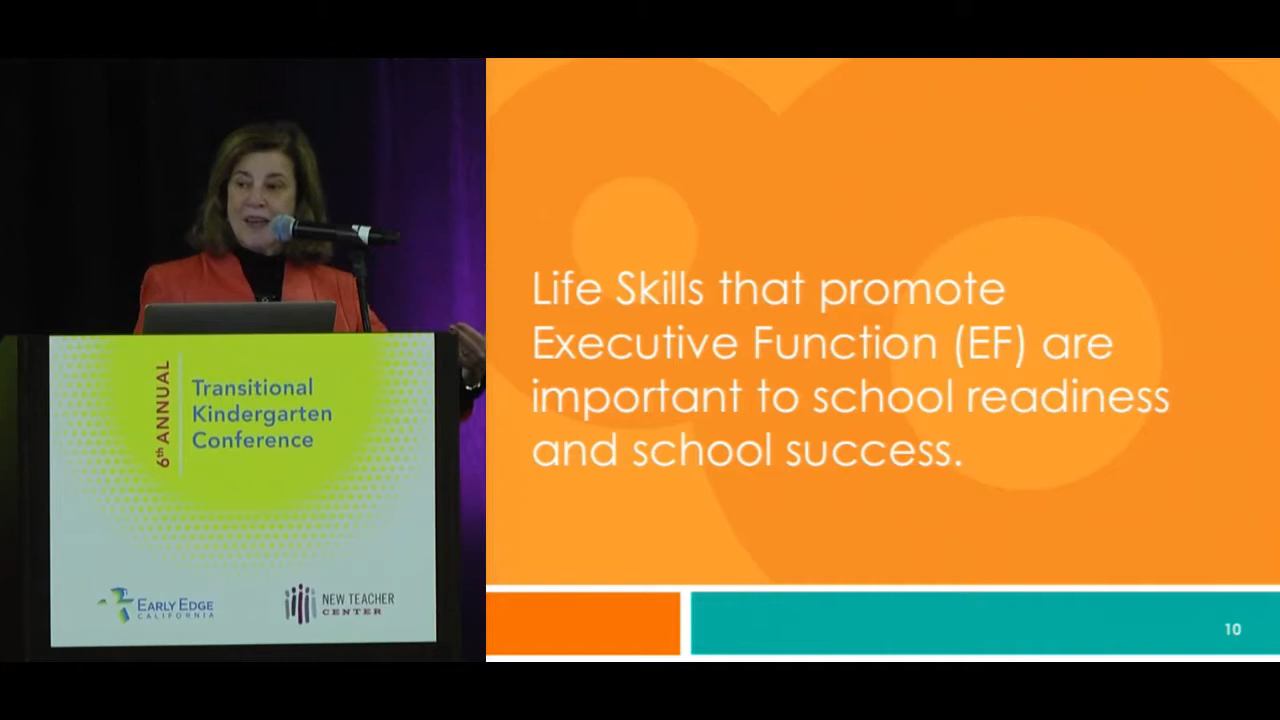 6th ANNUAL
Transitional
Kindergarten
Conference
EARLY EDGE
CALIFORNIA
NEW TEACHER
CENTER
Life Skills that promote
Executive Function (EF) are
important to school readiness
and school success.
10